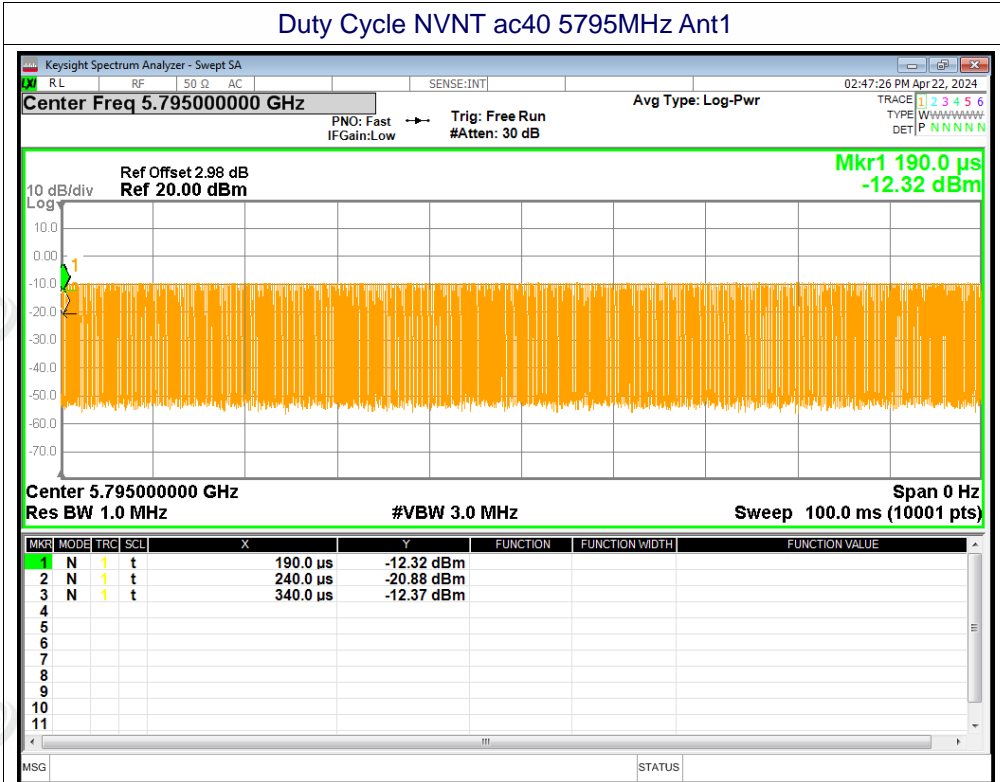 Duty Cycle NVNT ac40 5795MHz Ant1
Keysight Spectrum Analyzer - Swept SA
LXI RL RF 50 Ω AC SENSE:INT 02:47:26 PM Apr 22, 2024
Center Freq 5.795000000 GHz Avg Type: Log-Pwr TRACE 1 2 3 4 5 6
PNO: Fast Trig: Free Run TYPE WWWWWWW
IFGain:Low #Atten: 30 dB DET P N N N N N
Mkr1 190.0 µs
-12.32 dBm
Ref Offset 2.98 dB
10 dB/div Ref 20.00 dBm
Log
10.0
0.00
1
-10.0
-20.0
-30.0
-40.0
-50.0
-60.0
-70.0
Center 5.795000000 GHz Span 0 Hz
Res BW 1.0 MHz #VBW 3.0 MHz Sweep 100.0 ms (10001 pts)
MKR MODE TRC SCL X Y FUNCTION FUNCTION WIDTH FUNCTION VALUE
1 N 1 t 190.0 µs -12.32 dBm
2 N 1 t 240.0 µs -20.88 dBm
3 N 1 t 340.0 µs -12.37 dBm
4
5
6
7
8
9
10
11
MSG STATUS